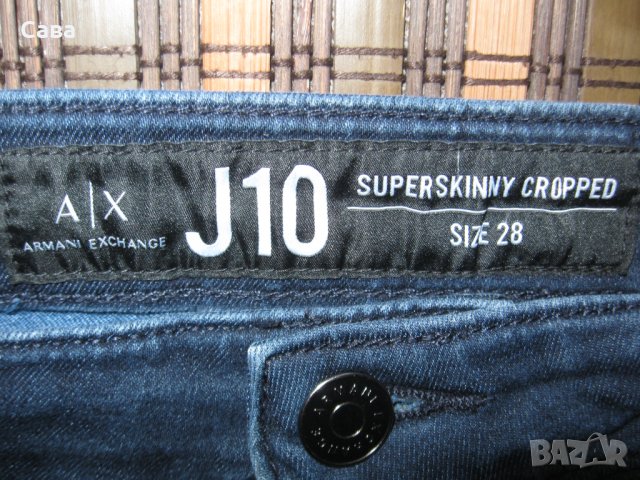 Сава
A|X
ARMANI EXCHANGE
J10
SUPERSKINNY CROPPED
SIZE 28
ARMANI EXCHANGE
BAZAR